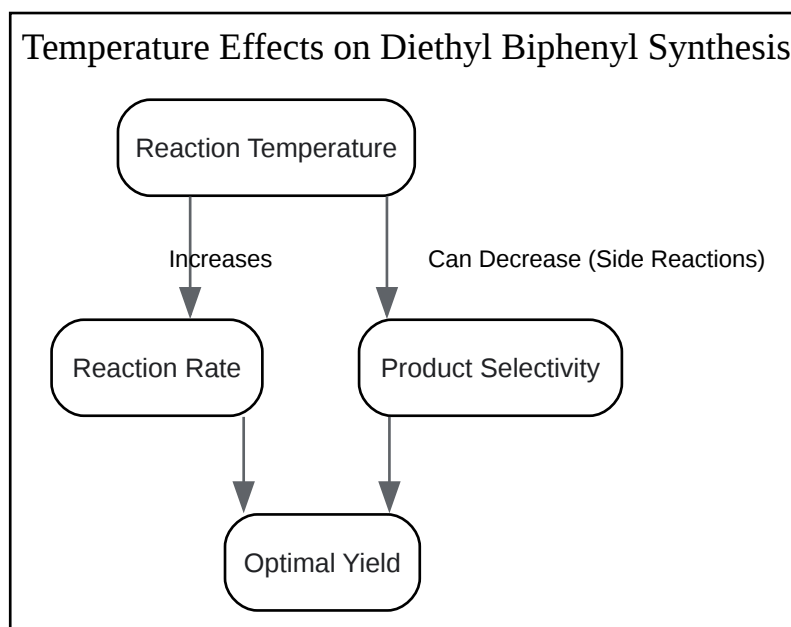 Temperature Effects on Diethyl Biphenyl Synthesis
Reaction Temperature
Increases
Can Decrease (Side Reactions)
Reaction Rate
Product Selectivity
Optimal Yield